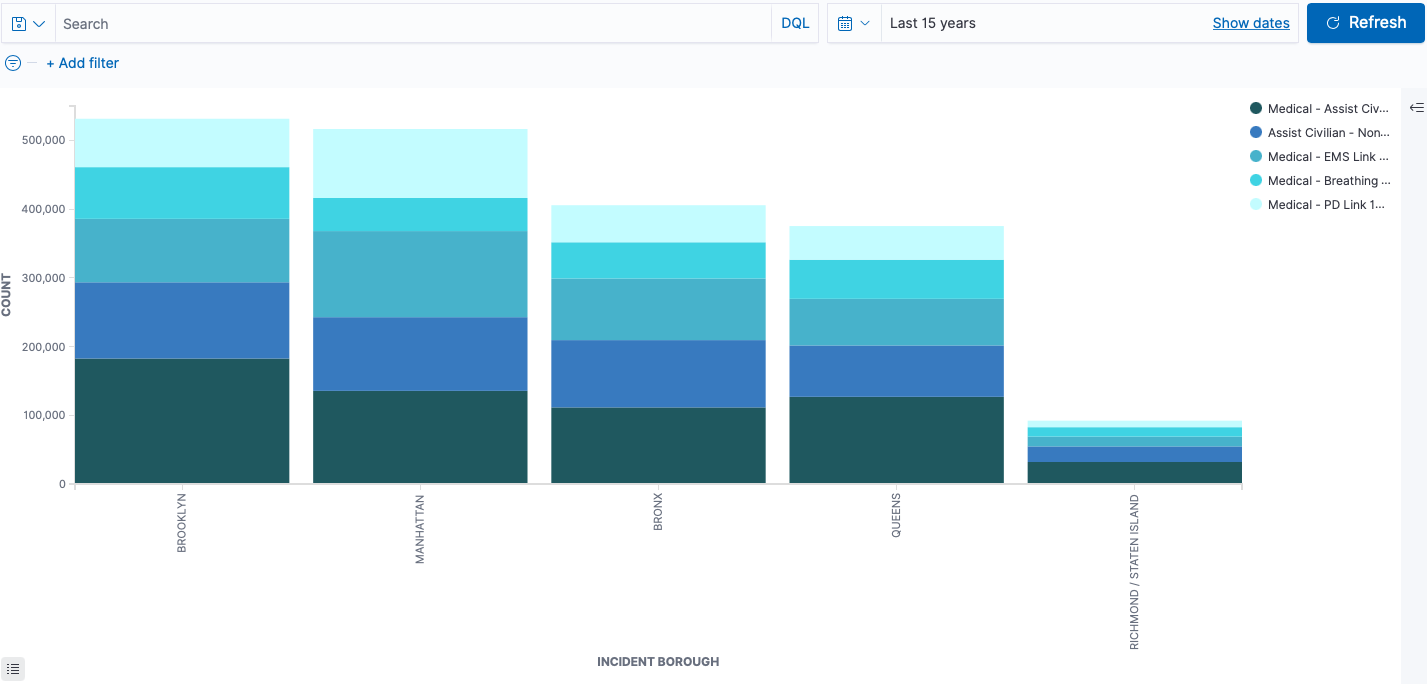 Search
DQL
Last 15 years
Show dates
Refresh
+ Add filter
500,000
400,000
300,000
200,000
100,000
0
COUNT
BROOKLYN
MANHATTAN
BRONX
QUEENS
RICHMOND / STATEN ISLAND
INCIDENT BOROUGH
Medical - Assist Civ...
Assist Civilian - Non...
Medical - EMS Link ...
Medical - Breathing ...
Medical - PD Link 1...